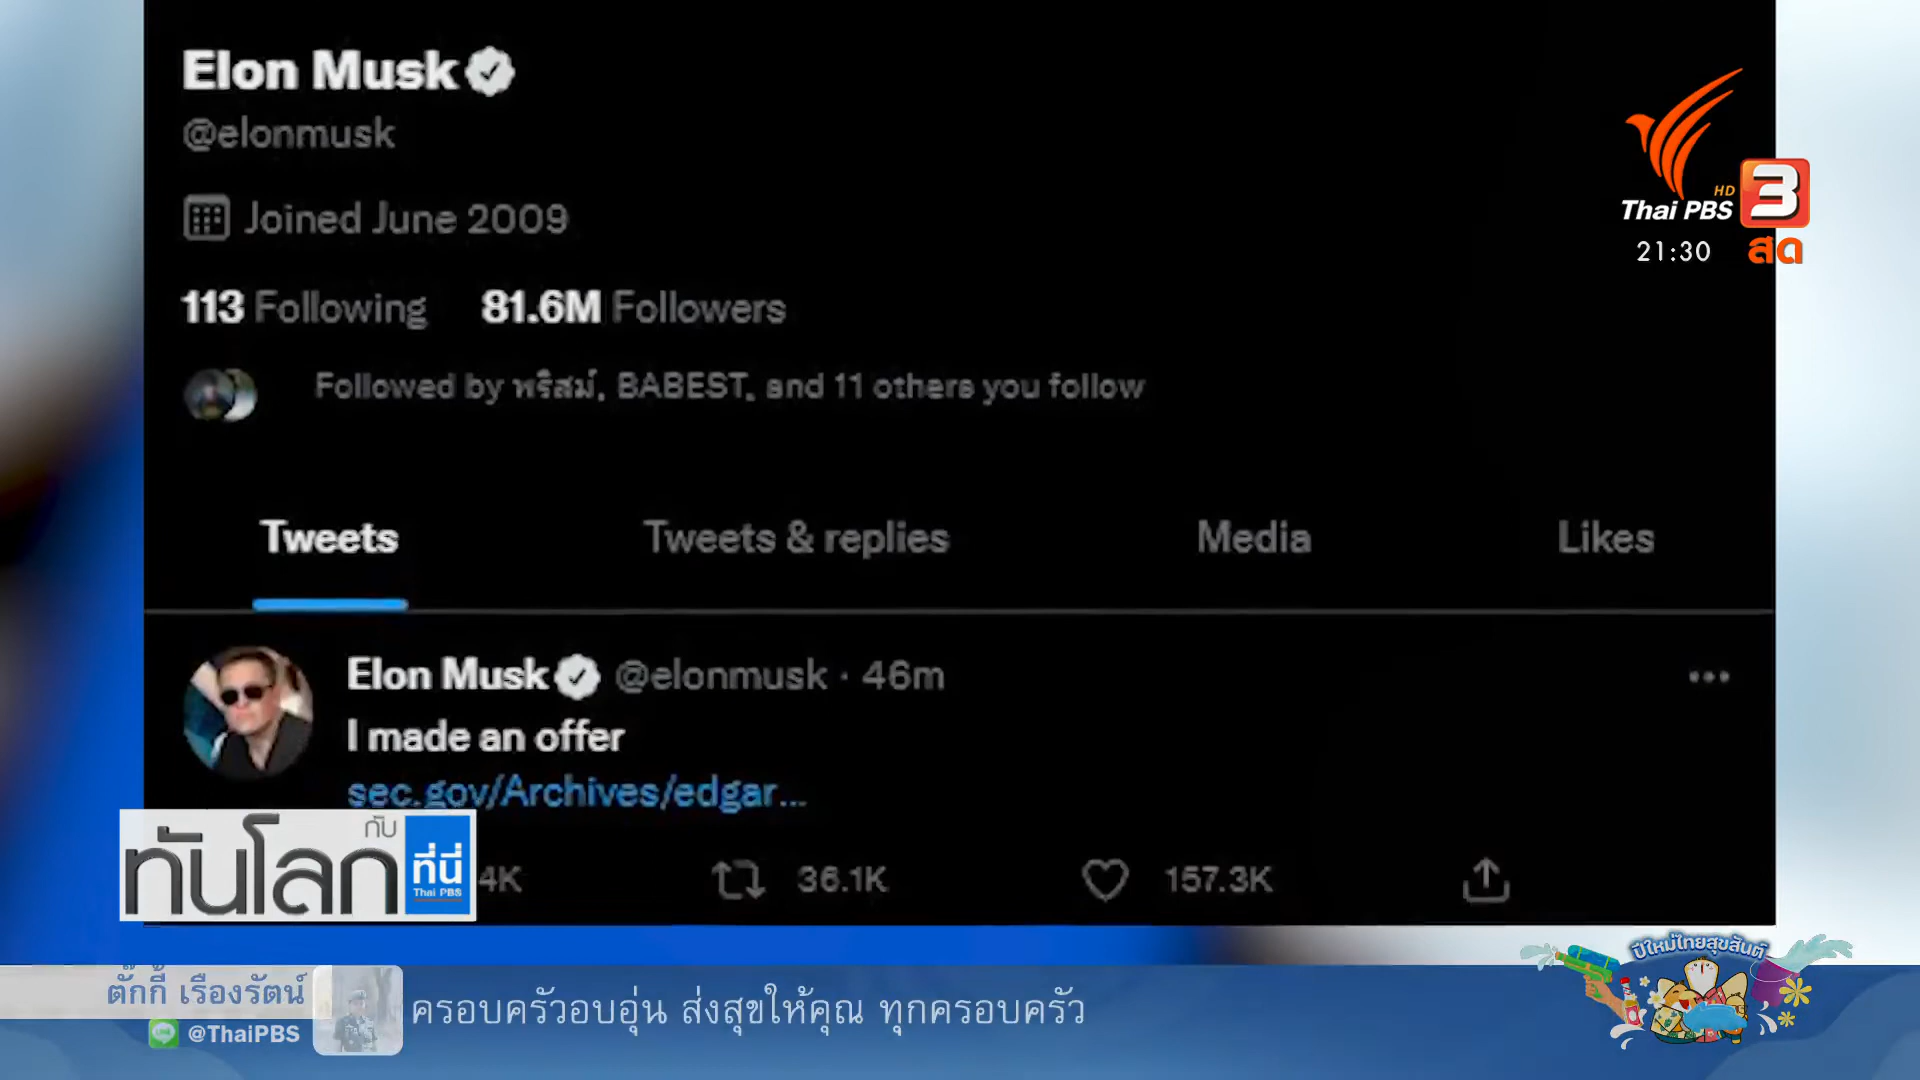 Elon Musk
@elonmusk
Joined June 2009
113 Following 81.6M Followers
Followed by พริสม์, BABEST, and 11 others you follow
Tweets Tweets & replies Media Likes
Elon Musk @elonmusk · 46m
I made an offer
sec.gov/Archives/edgar...
4K 36.1K 157.3K
HD
Thai PBS 3
21:30 สด
ทันโลก กับ ที่นี่ Thai PBS
ปีใหม่ไทยสุขสันต์
ตั๊กกี้ เรืองรัตน์
@ThaiPBS
ครอบครัวอบอุ่น ส่งสุขให้คุณ ทุกครอบครัว